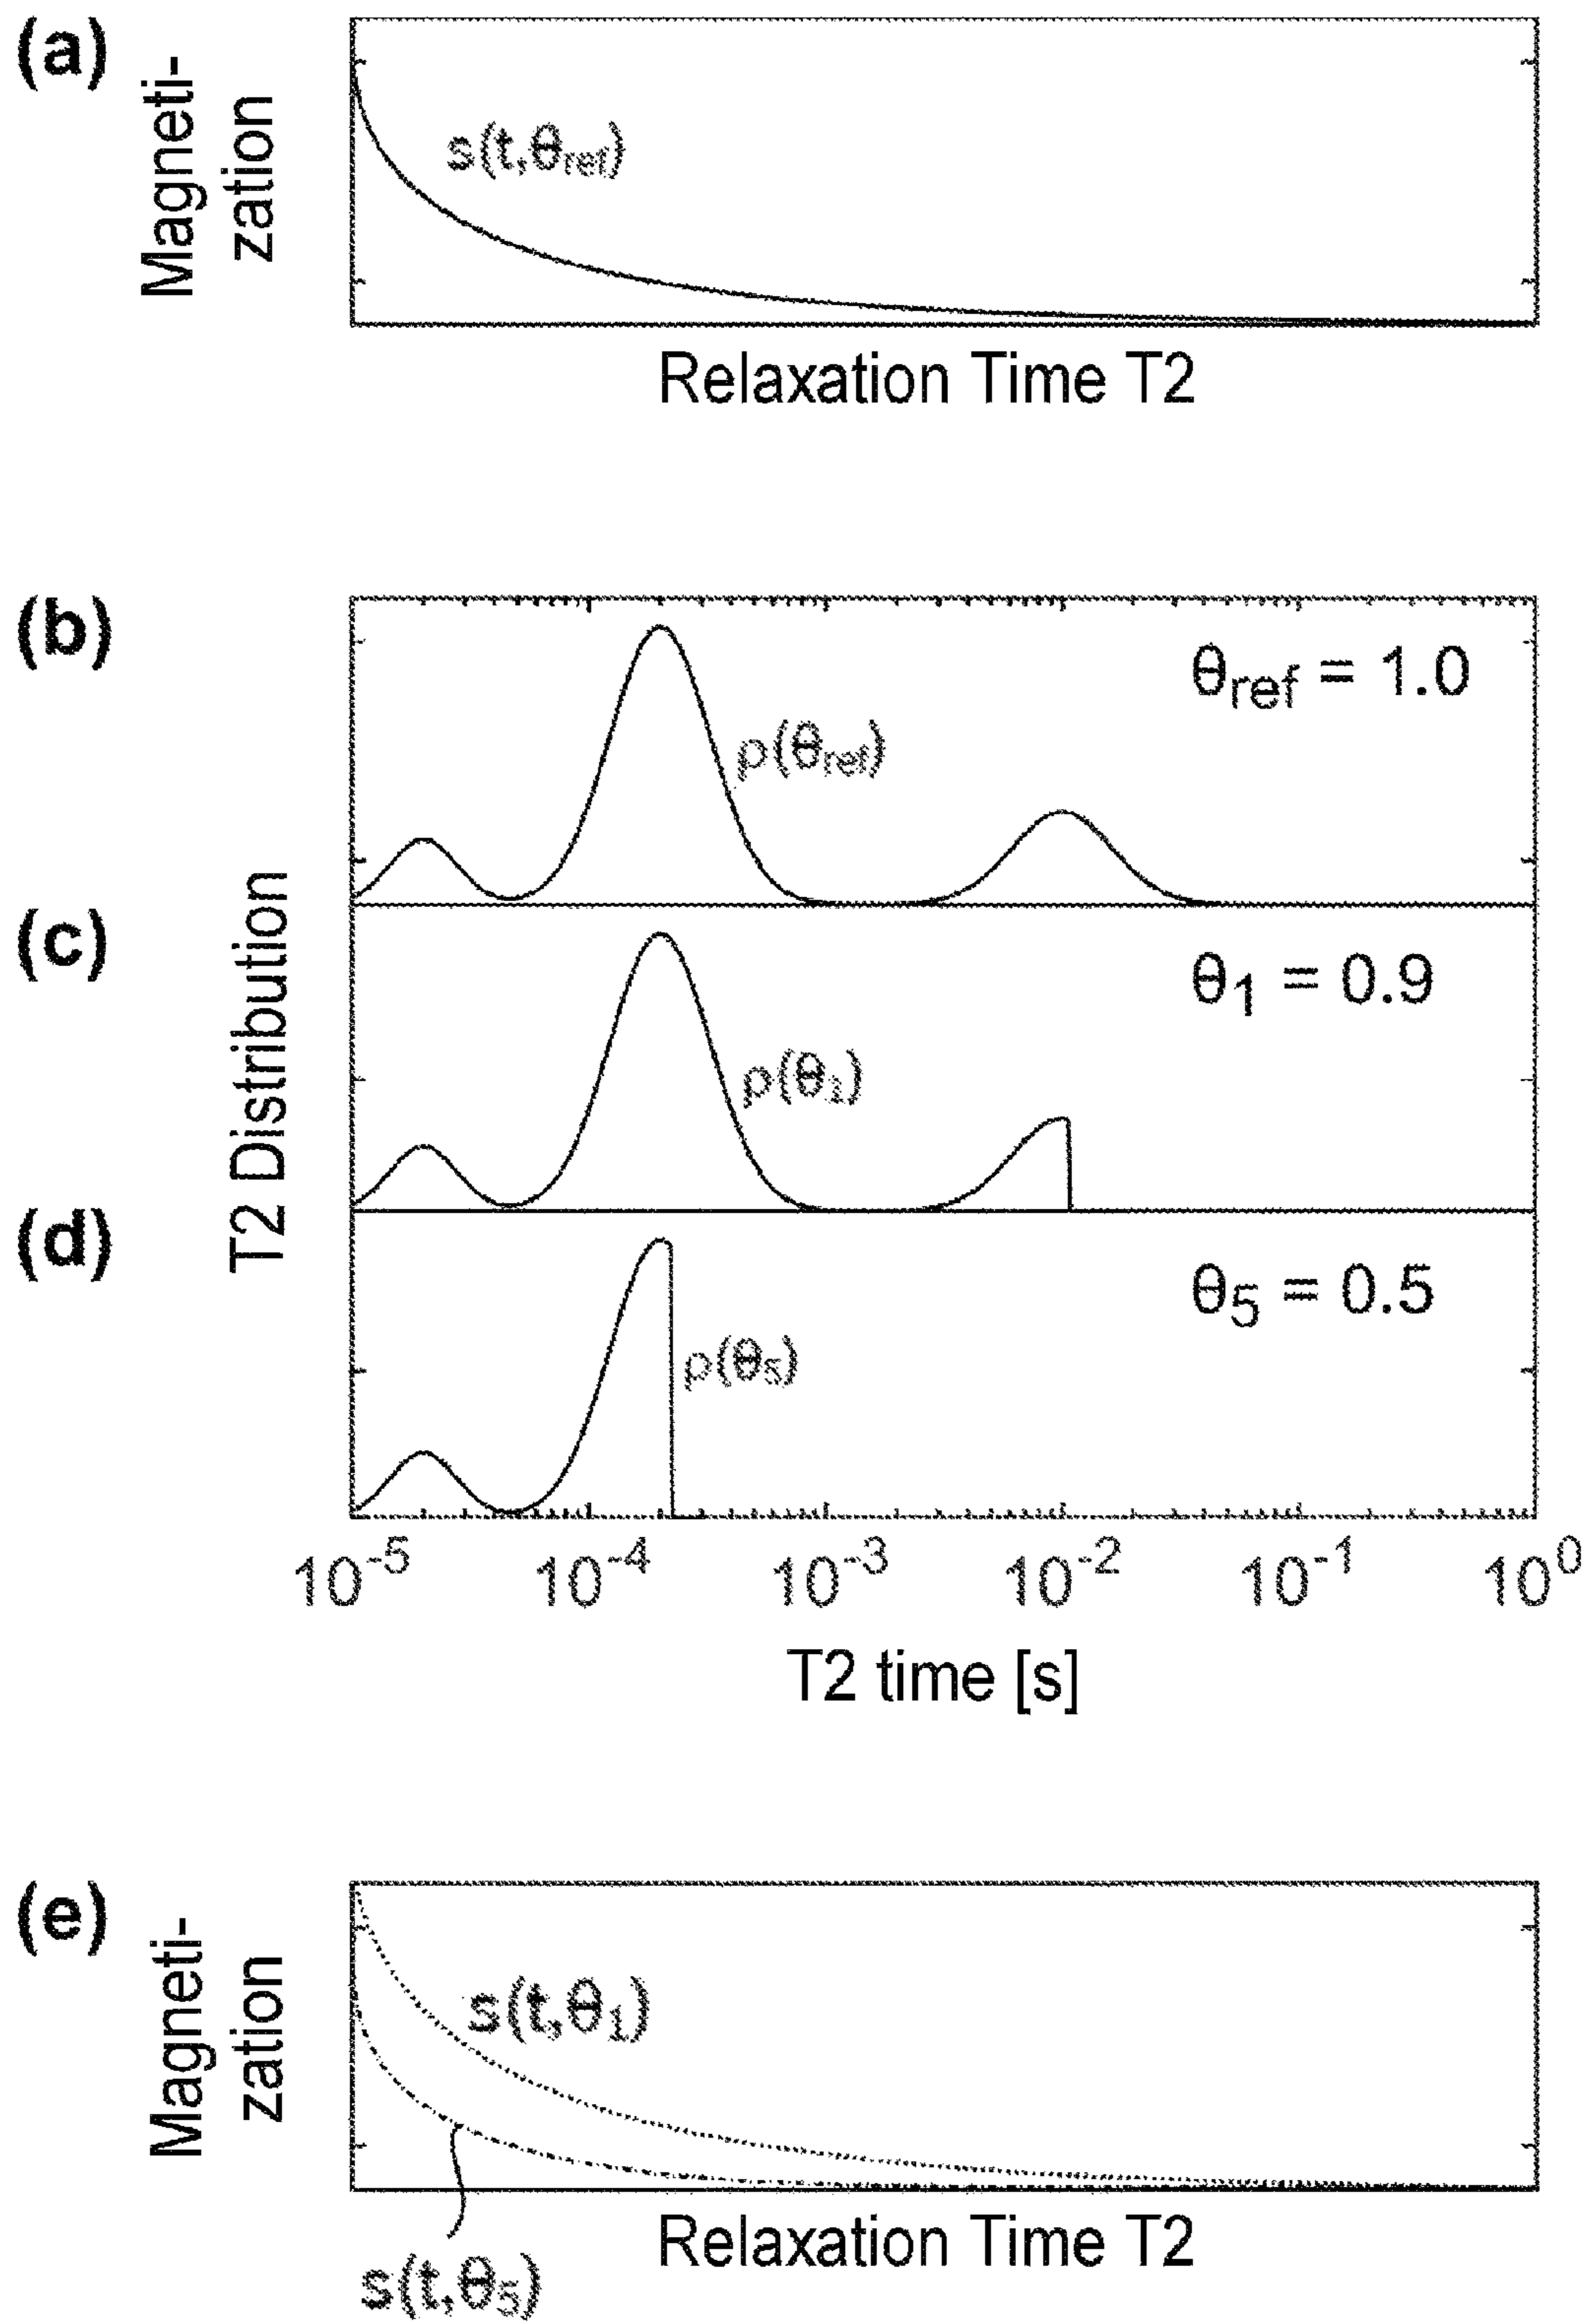 (a)
Magneti-
zation
s(t,θref)
Relaxation Time T2
(b)
θref = 1.0
ρ(θref)
T2 Distribution
(c)
θ1 = 0.9
ρ(θ1)
(d)
θ5 = 0.5
ρ(θ5)
10⁻⁵ 10⁻⁴ 10⁻³ 10⁻² 10⁻¹ 10⁰
T2 time [s]
(e)
Magneti-
zation
s(t,θ1)
Relaxation Time T2
s(t,θ5)